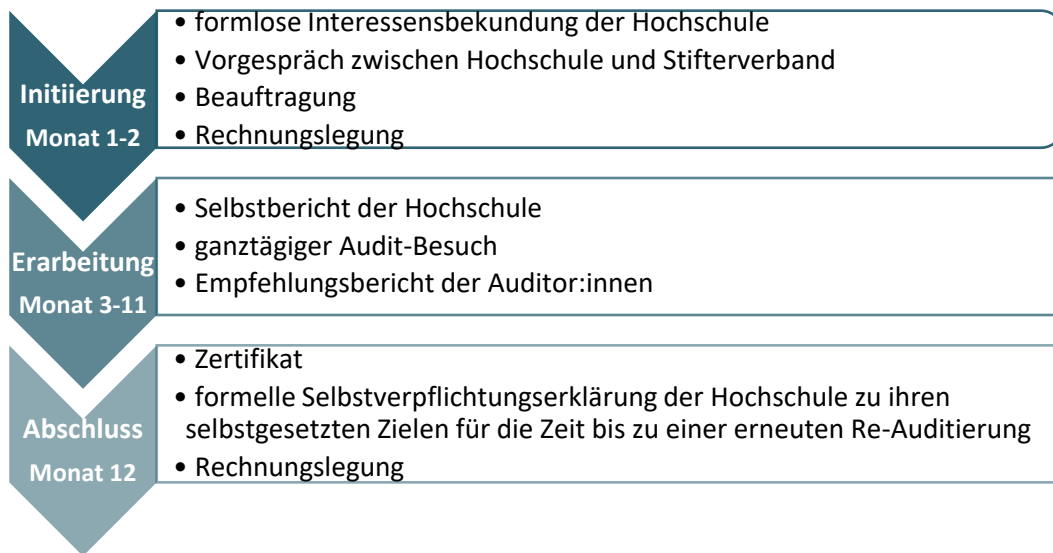 Initiierung
Monat 1-2
• formlose Interessensbekundung der Hochschule
• Vorgespräch zwischen Hochschule und Stifterverband
• Beauftragung
• Rechnungslegung
Erarbeitung
Monat 3-11
• Selbstbericht der Hochschule
• ganztägiger Audit-Besuch
• Empfehlungsbericht der Auditor:innen
Abschluss
Monat 12
• Zertifikat
• formelle Selbstverpflichtungserklärung der Hochschule zu ihren
selbstgesetzten Zielen für die Zeit bis zu einer erneuten Re-Auditierung
• Rechnungslegung